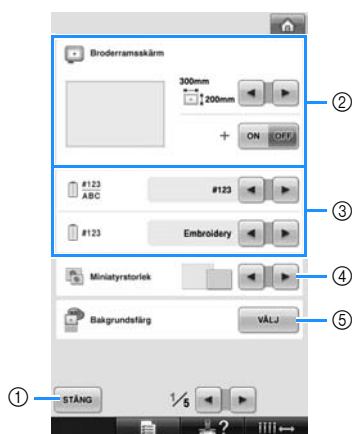 Broderramsskärm
300mm
200mm
+ ON OFF
②
#123
ABC
#123
③
#123 Embroidery
Miniatyrstorlek
④
Bakgrundsfärg VÄLJ
⑤
① STÄNG 1/5
?